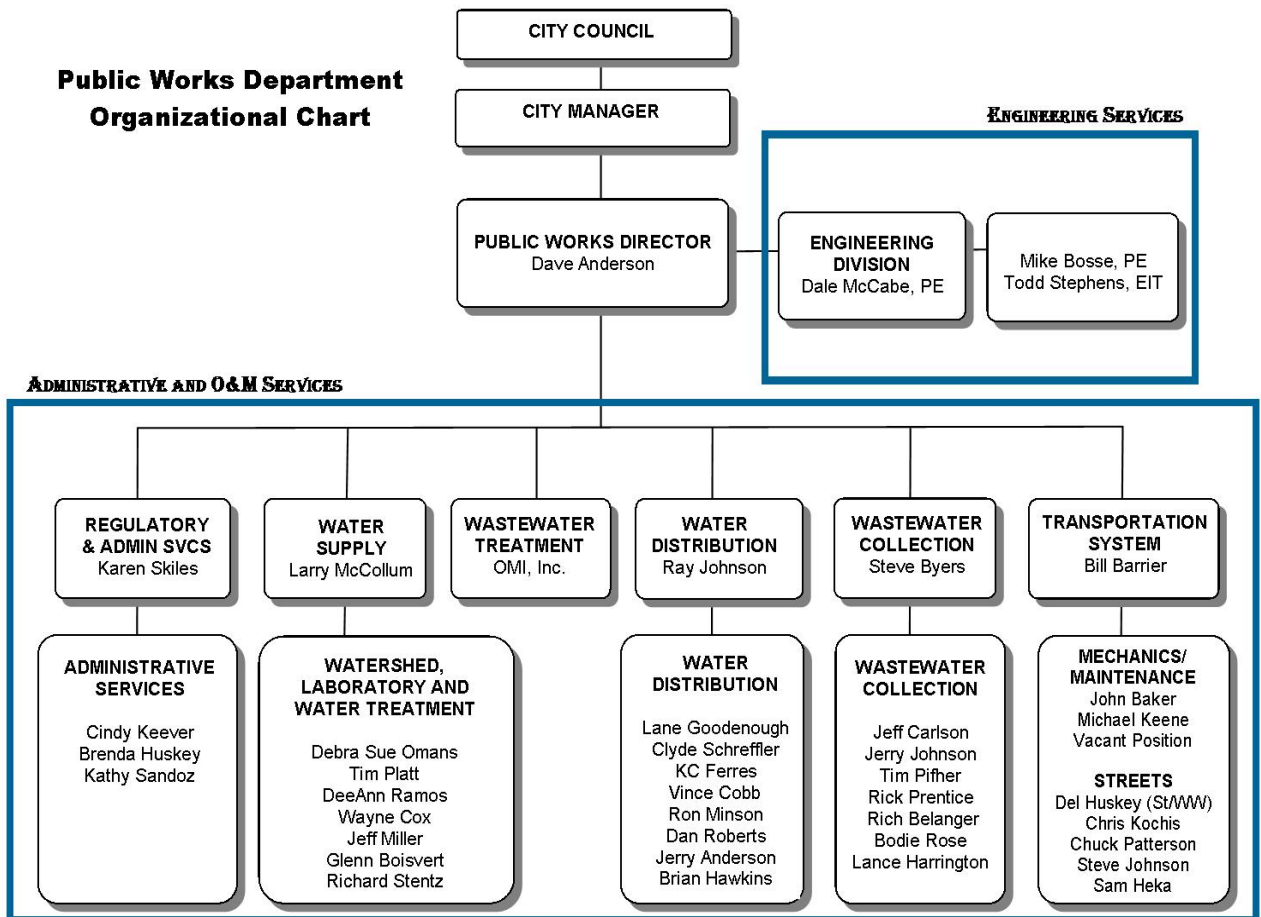 CITY COUNCIL
Public Works Department
Organizational Chart
CITY MANAGER
ENGINEERING SERVICES
PUBLIC WORKS DIRECTOR
Dave Anderson
ENGINEERING
DIVISION
Dale McCabe, PE
Mike Bosse, PE
Todd Stephens, EIT
ADMINISTRATIVE AND O&M SERVICES
REGULATORY
& ADMIN SVCS
Karen Skiles
WATER
SUPPLY
Larry McCollum
WASTEWATER
TREATMENT
OMI, Inc.
WATER
DISTRIBUTION
Ray Johnson
WASTEWATER
COLLECTION
Steve Byers
TRANSPORTATION
SYSTEM
Bill Barrier
ADMINISTRATIVE
SERVICES
Cindy Keever
Brenda Huskey
Kathy Sandoz
WATERSHED,
LABORATORY AND
WATER TREATMENT
Debra Sue Omans
Tim Platt
DeeAnn Ramos
Wayne Cox
Jeff Miller
Glenn Boisvert
Richard Stentz
WATER
DISTRIBUTION
Lane Goodenough
Clyde Schreffler
KC Ferres
Vince Cobb
Ron Minson
Dan Roberts
Jerry Anderson
Brian Hawkins
WASTEWATER
COLLECTION
Jeff Carlson
Jerry Johnson
Tim Pifher
Rick Prentice
Rich Belanger
Bodie Rose
Lance Harrington
MECHANICS/
MAINTENANCE
John Baker
Michael Keene
Vacant Position
STREETS
Del Huskey (St/WW)
Chris Kochis
Chuck Patterson
Steve Johnson
Sam Heka